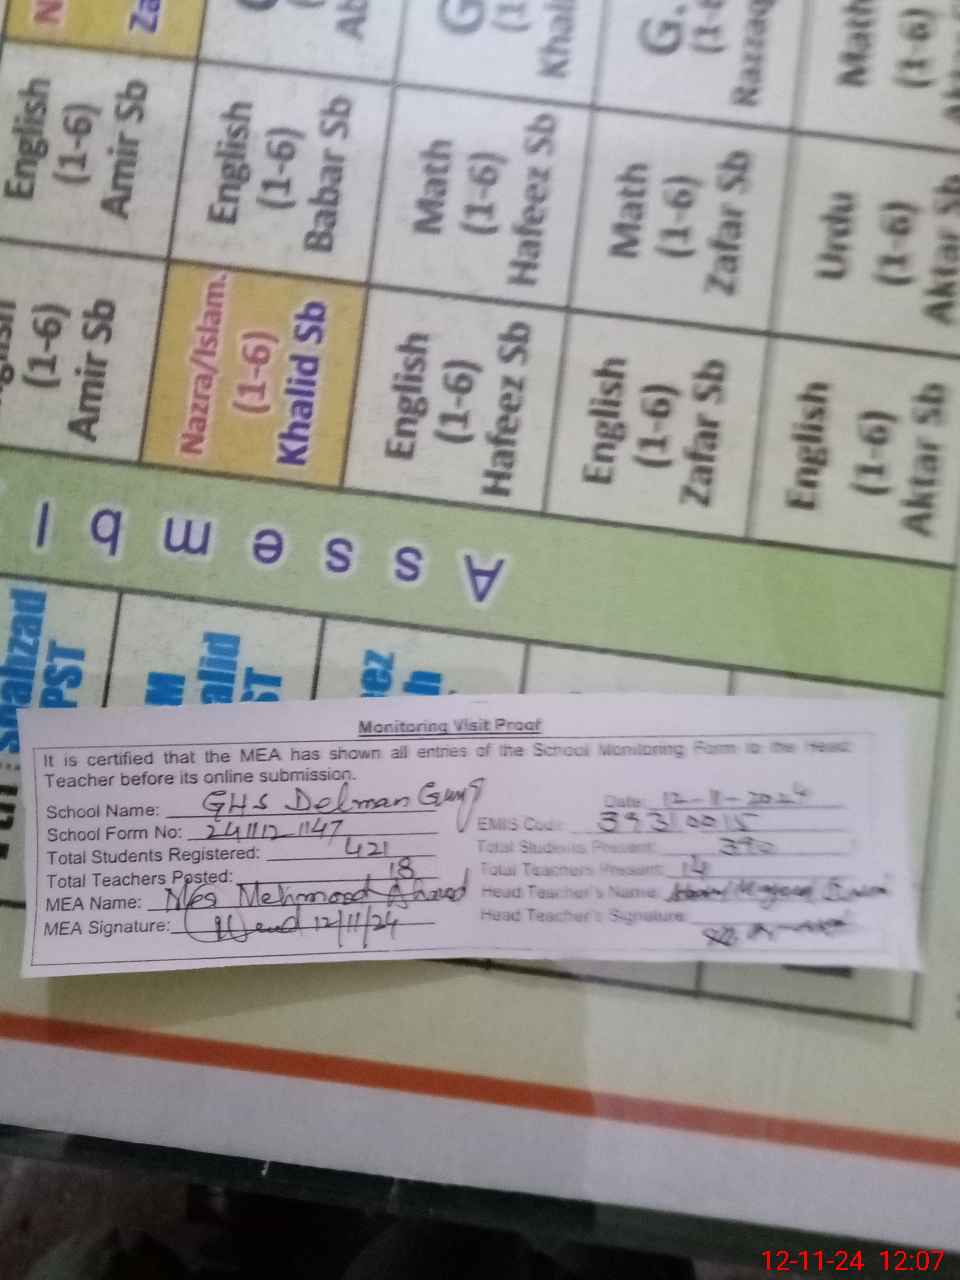 English
(1-6)
Amir Sb
English
(1-6)
Babar Sb
Math
(1-6)
Hafeez Sb
Math
(1-6)
Zafar Sb
Urdu
(1-6)
Aktar Sb
(1-6)
Amir Sb
Nazra/Islam.
(1-6)
Khalid Sb
English
(1-6)
Hafeez Sb
English
(1-6)
Zafar Sb
English
(1-6)
Aktar Sb
A s s e m b l
PST
Monitoring Visit Proof
It is certified that the MEA has shown all entries of the School Monitoring Form to the Head
Teacher before its online submission.
School Name: GHS Delman Date: 12-11-2024
School Form No: 241112-1147 EMIS Code: 39310015
Total Students Registered: 421 Total Students Present: 390
Total Teachers Posted: 18 Total Teachers Present: 14
MEA Name: Mehmood Ahmed Head Teacher's Name:
MEA Signature: 12/11/24 Head Teacher's Signature:
12-11-24 12:07